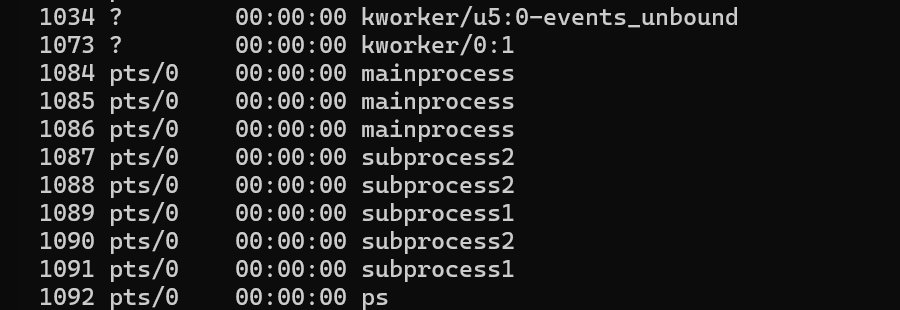 1034 ? 00:00:00 kworker/u5:0-events_unbound
1073 ? 00:00:00 kworker/0:1
1084 pts/0 00:00:00 mainprocess
1085 pts/0 00:00:00 mainprocess
1086 pts/0 00:00:00 mainprocess
1087 pts/0 00:00:00 subprocess2
1088 pts/0 00:00:00 subprocess2
1089 pts/0 00:00:00 subprocess1
1090 pts/0 00:00:00 subprocess2
1091 pts/0 00:00:00 subprocess1
1092 pts/0 00:00:00 ps